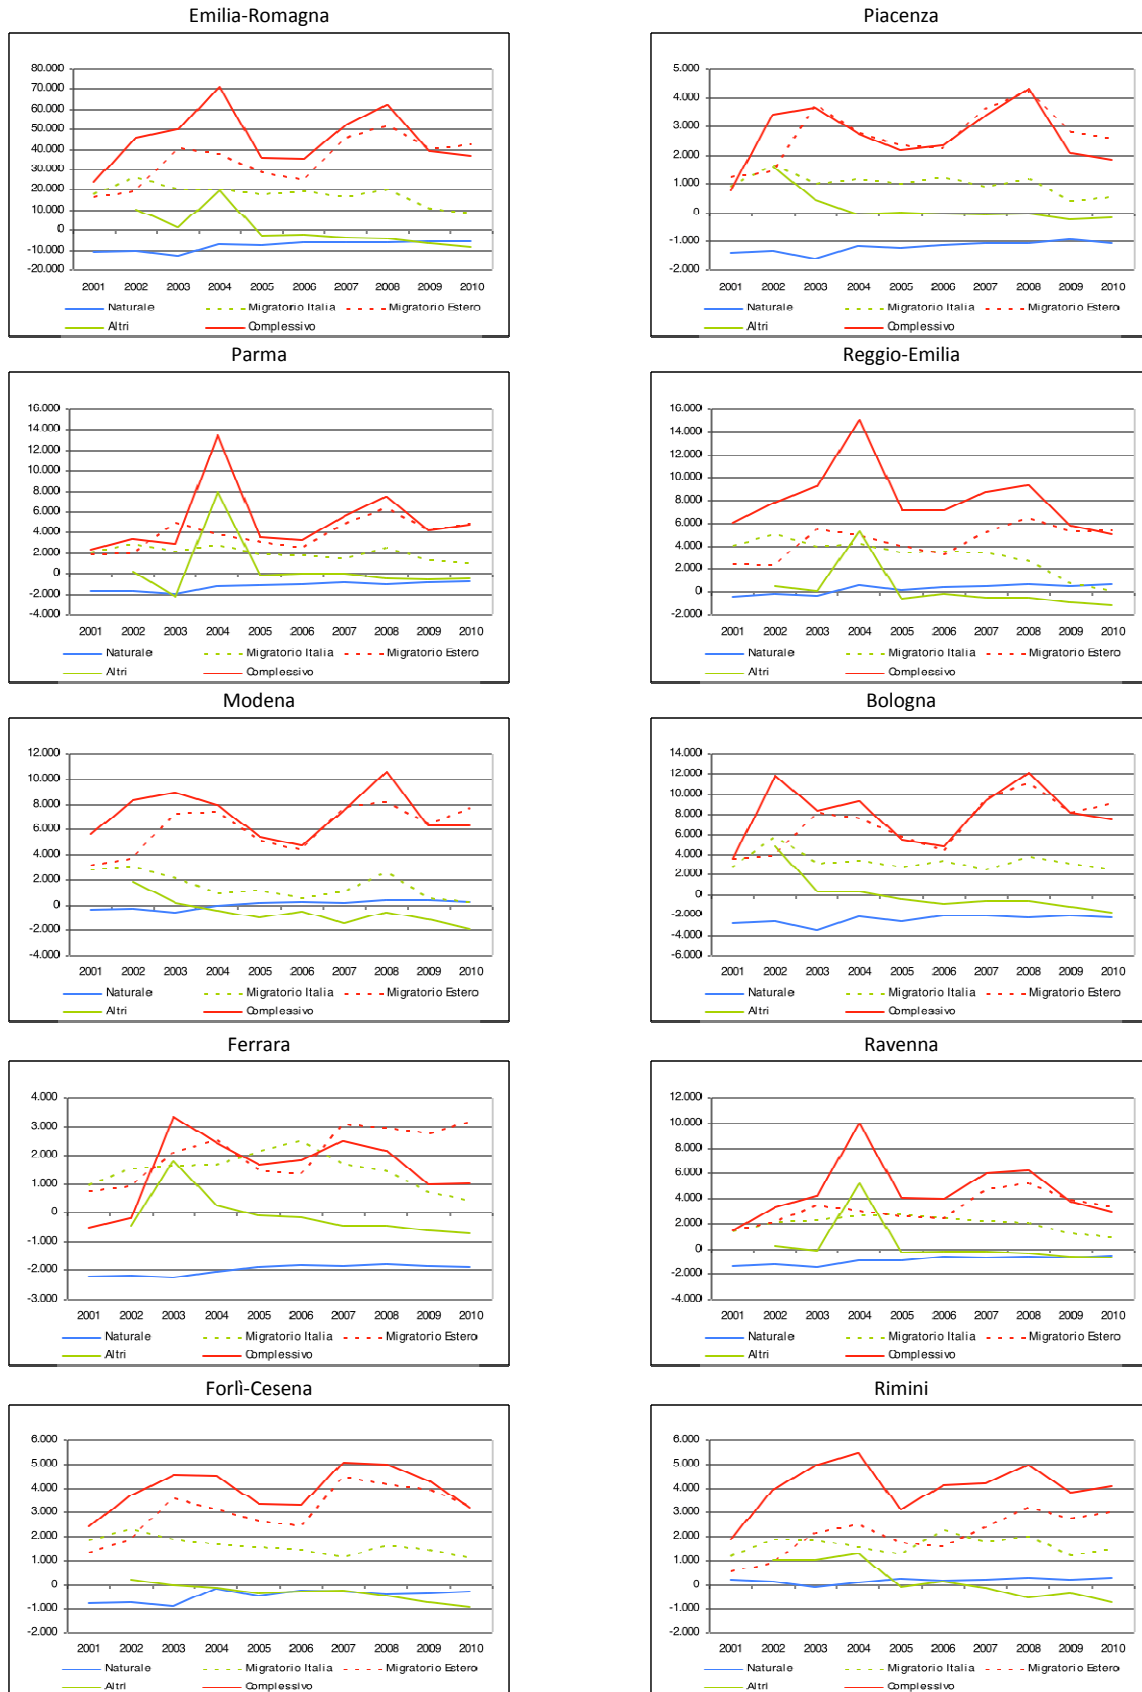 Emilia-Romagna
80.000
70.000
60.000
50.000
40.000
30.000
20.000
10.000
0
-10.000
-20.000
2001 2002 2003 2004 2005 2006 2007 2008 2009 2010
Naturale Migratorio Italia Migratorio Estero
Altri Complessivo
Piacenza
5.000
4.000
3.000
2.000
1.000
0
-1.000
-2.000
2001 2002 2003 2004 2005 2006 2007 2008 2009 2010
Naturale Migratorio Italia Migratorio Estero
Altri Complessivo
Parma
16.000
14.000
12.000
10.000
8.000
6.000
4.000
2.000
0
-2.000
-4.000
2001 2002 2003 2004 2005 2006 2007 2008 2009 2010
Naturale Migratorio Italia Migratorio Estero
Altri Complessivo
Reggio-Emilia
16.000
14.000
12.000
10.000
8.000
6.000
4.000
2.000
0
-2.000
2001 2002 2003 2004 2005 2006 2007 2008 2009 2010
Naturale Migratorio Italia Migratorio Estero
Altri Complessivo
Modena
12.000
10.000
8.000
6.000
4.000
2.000
0
-2.000
-4.000
2001 2002 2003 2004 2005 2006 2007 2008 2009 2010
Naturale Migratorio Italia Migratorio Estero
Altri Complessivo
Bologna
14.000
12.000
10.000
8.000
6.000
4.000
2.000
0
-2.000
-4.000
-6.000
2001 2002 2003 2004 2005 2006 2007 2008 2009 2010
Naturale Migratorio Italia Migratorio Estero
Altri Complessivo
Ferrara
4.000
3.000
2.000
1.000
0
-1.000
-2.000
-3.000
2001 2002 2003 2004 2005 2006 2007 2008 2009 2010
Naturale Migratorio Italia Migratorio Estero
Altri Complessivo
Ravenna
12.000
10.000
8.000
6.000
4.000
2.000
0
-2.000
-4.000
2001 2002 2003 2004 2005 2006 2007 2008 2009 2010
Naturale Migratorio Italia Migratorio Estero
Altri Complessivo
Forlì-Cesena
6.000
5.000
4.000
3.000
2.000
1.000
0
-1.000
-2.000
2001 2002 2003 2004 2005 2006 2007 2008 2009 2010
Naturale Migratorio Italia Migratorio Estero
Altri Complessivo
Rimini
6.000
5.000
4.000
3.000
2.000
1.000
0
-1.000
-2.000
2001 2002 2003 2004 2005 2006 2007 2008 2009 2010
Naturale Migratorio Italia Migratorio Estero
Altri Complessivo